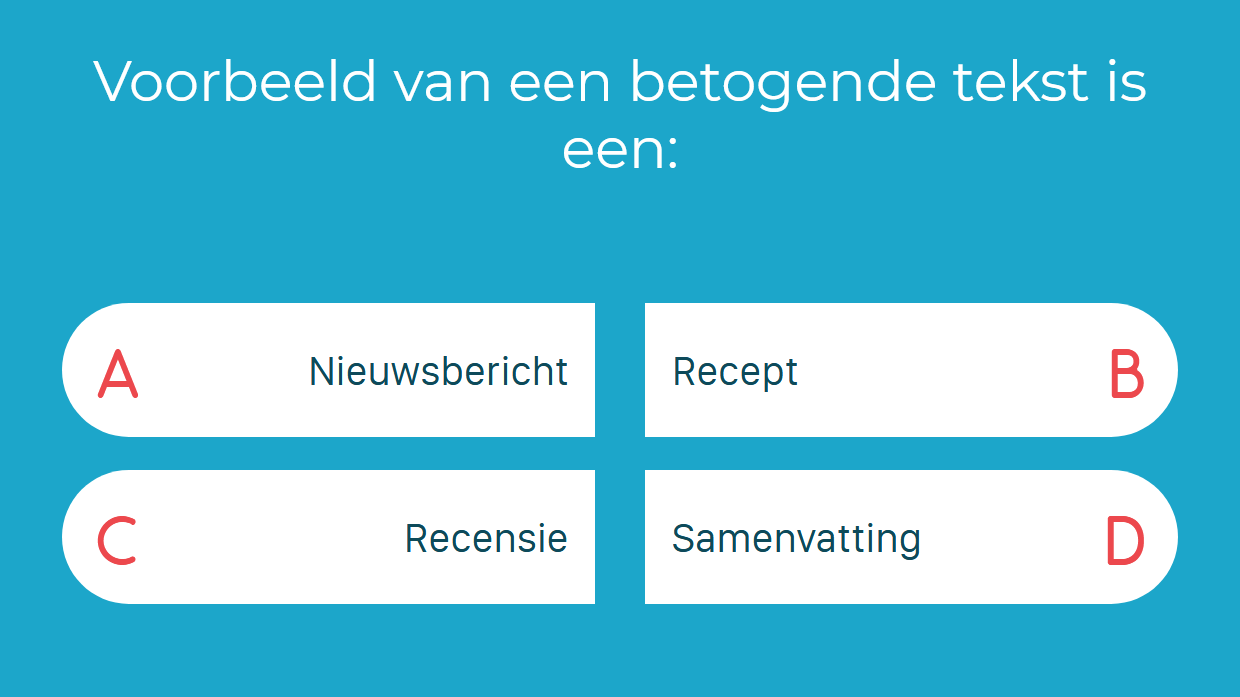 Voorbeeld van een betogende tekst is
een:
A Nieuwsbericht
Recept B
C Recensie
Samenvatting D